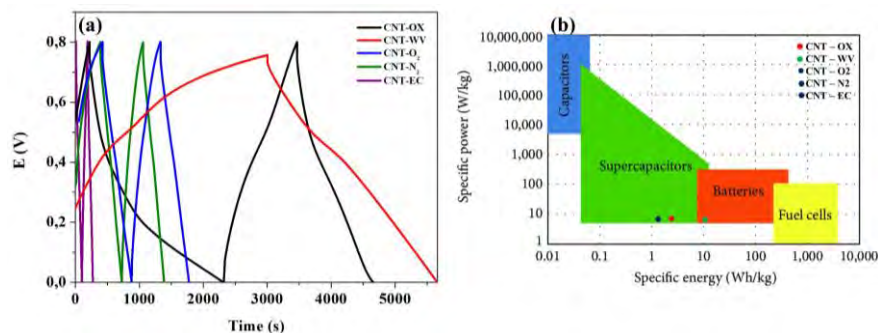 (a)
CNT-OX
CNT-WV
CNT-O2
CNT-N2
CNT-EC
0,8
0,6
0,4
0,2
0,0
E (V)
0 1000 2000 3000 4000 5000
Time (s)
(b)
10,000,000
1,000,000
100,000
10,000
1,000
100
10
1
Specific power (W/kg)
CNT – OX
CNT – WV
CNT – O2
CNT – N2
CNT – EC
Capacitors
Supercapacitors
Batteries
Fuel cells
0.01 0.1 1 10 100 1,000 10,000
Specific energy (Wh/kg)